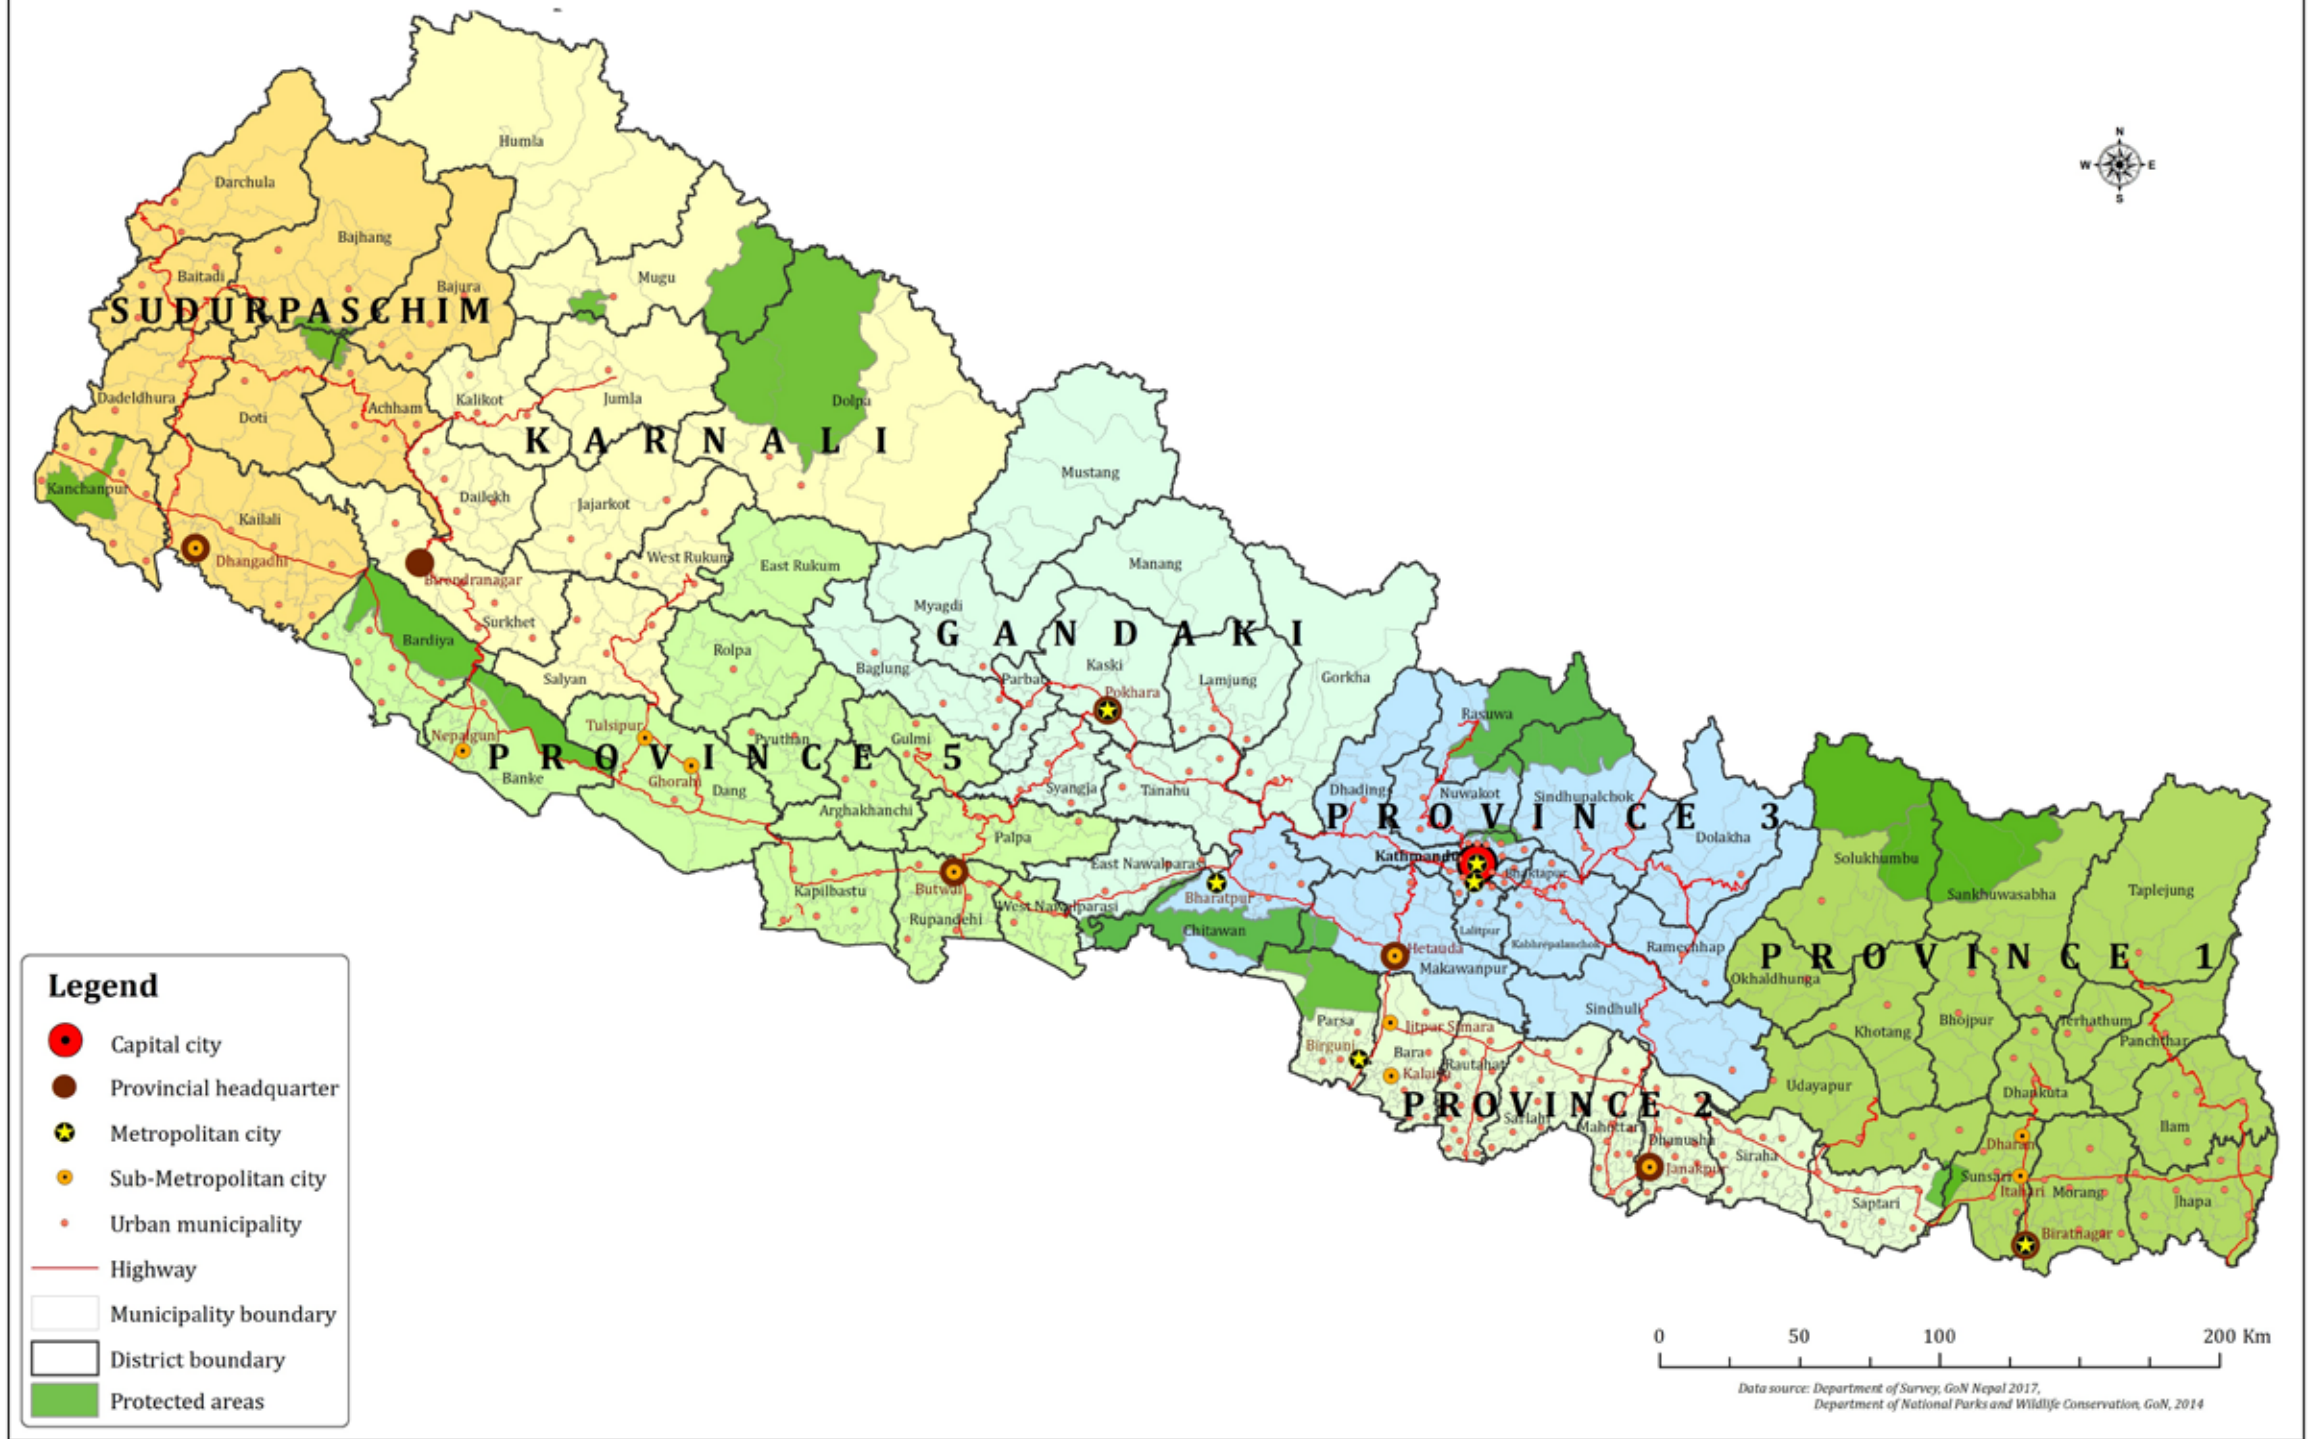 N
W
E
S
Humla
Darchula
Bajhang
Mugu
Baitadi
Bajura
SUDURPASCHIM
Dolpa
Dadeldhura
Kalikot
Jumla
Achham
Doti
KARNALI
Mustang
Kanchanpur
Dailekh
Jajarkot
Kailali
West Rukum
Dhangadhi
East Rukum
Manang
Birendranagar
Myagdi
Surkhet
GANDAKI
Bardiya
Rolpa
Baglung
Kaski
Parbat
Lamjung
Gorkha
Salyan
Pokhara
Rasuwa
Tulsipur
Nepalgunj
Pyuthan
Gulmi
PROVINCE 5
Banke
Ghorahi
Dang
Syangja
Tanahu
Dhading
Nuwakot
Sindhupalchok
Arghakhanchi
PROVINCE 3
Palpa
Dolakha
Kathmandu
Solukhumbu
East Nawalparasi
Bhaktapur
Kapilbastu
Butwal
Bharatpur
Sankhuwasabha
Taplejung
West Nawalparasi
Rupandehi
Chitawan
Lalitpur
Kabhrepalanchok
Hetauda
Ramechhap
PROVINCE 1
Makawanpur
Okhaldhunga
Sindhuli
Parsa
Jitpur Simara
Khotang
Bhojpur
Terhathum
Panchthar
Birgunj
Bara
Rautahat
Kalaiya
Udayapur
Dhankuta
PROVINCE 2
Sarlahi
Mahottari
Dhanusha
Siraha
Ilam
Dharan
Janakpur
Sunsari
Itahari
Morang
Saptari
Jhapa
Biratnagar
Legend
Capital city
Provincial headquarter
Metropolitan city
Sub-Metropolitan city
Urban municipality
Highway
Municipality boundary
District boundary
Protected areas
0 50 100 200 Km
Data source: Department of Survey, GoN Nepal 2017,
Department of National Parks and Wildlife Conservation, GoN, 2014